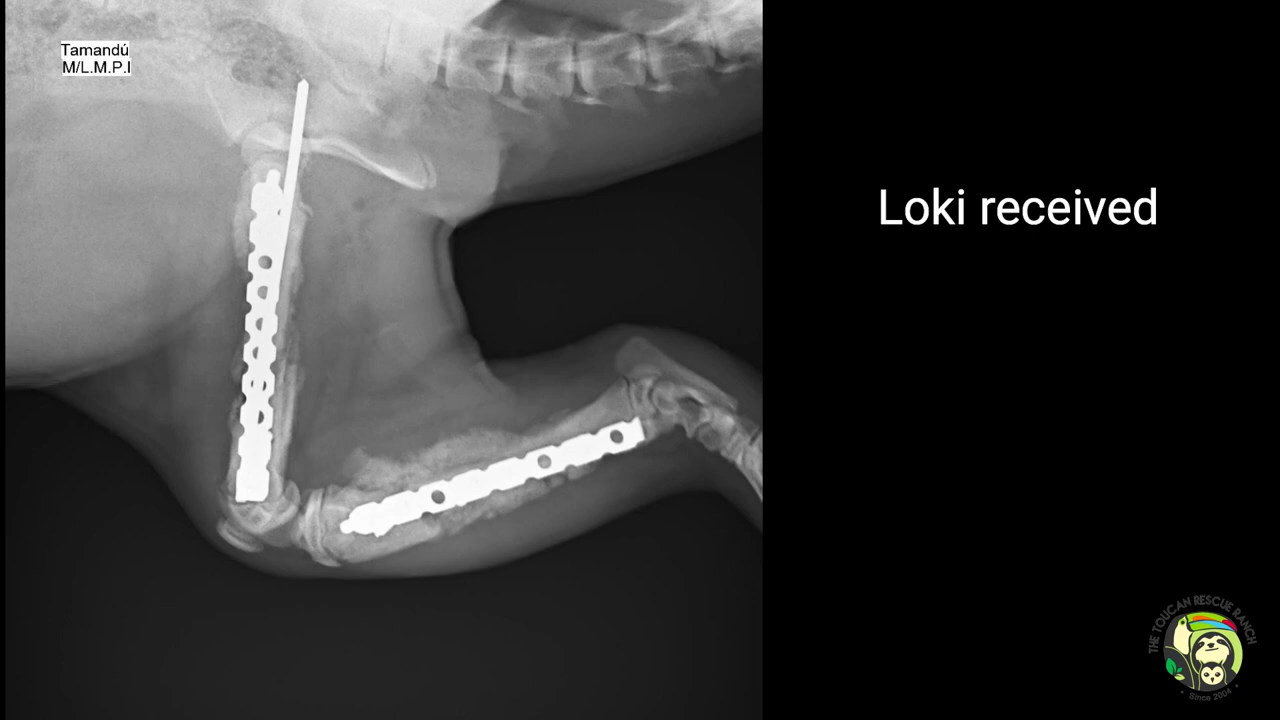 Tamandú
M/L.M.P.I
Loki received
THE TOUCAN RESCUE RANCH
Since 2004